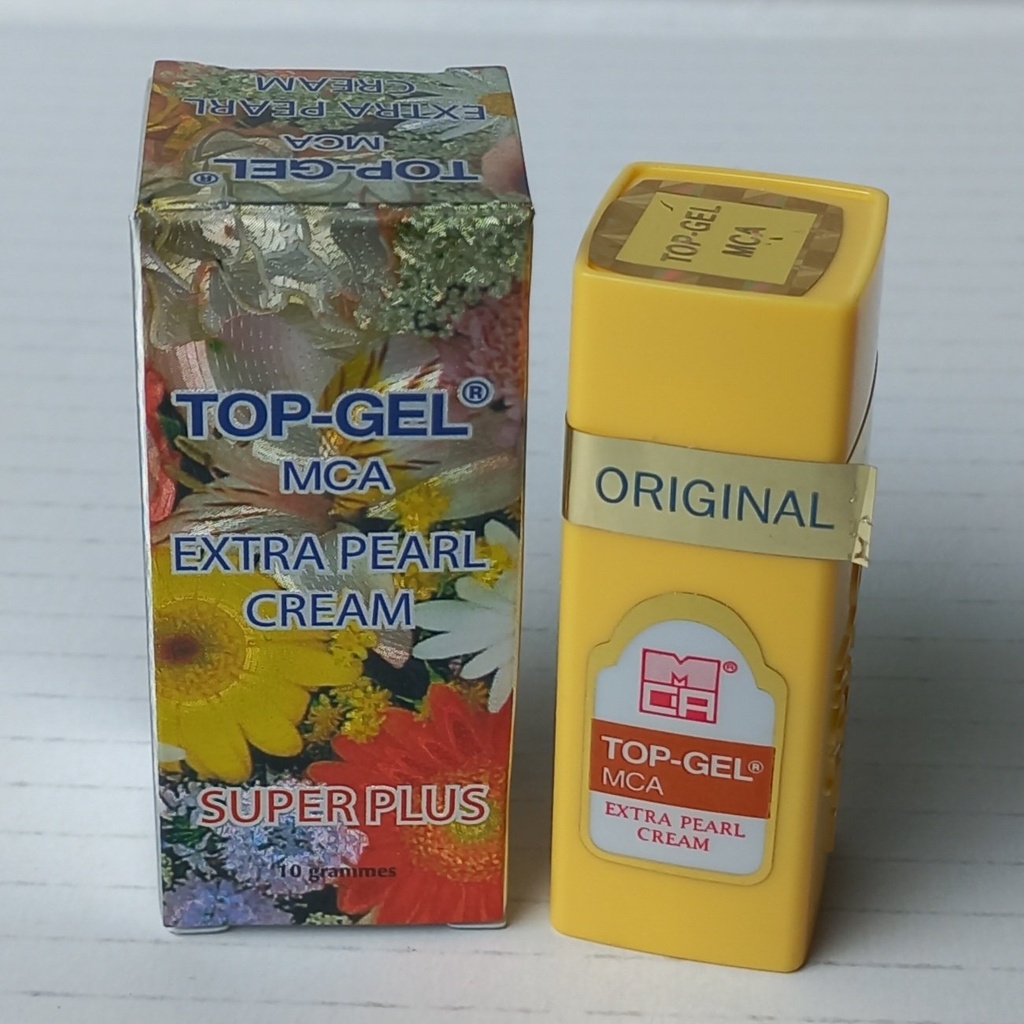 TOP-GEL®
MCA
EXTRA PEARL
CREAM
TOP-GEL®
MCA
EXTRA PEARL
CREAM
SUPER PLUS
10 grammes
TOP-GEL
MCA
ORIGINAL
MCA®
TOP-GEL®
MCA
EXTRA PEARL
CREAM